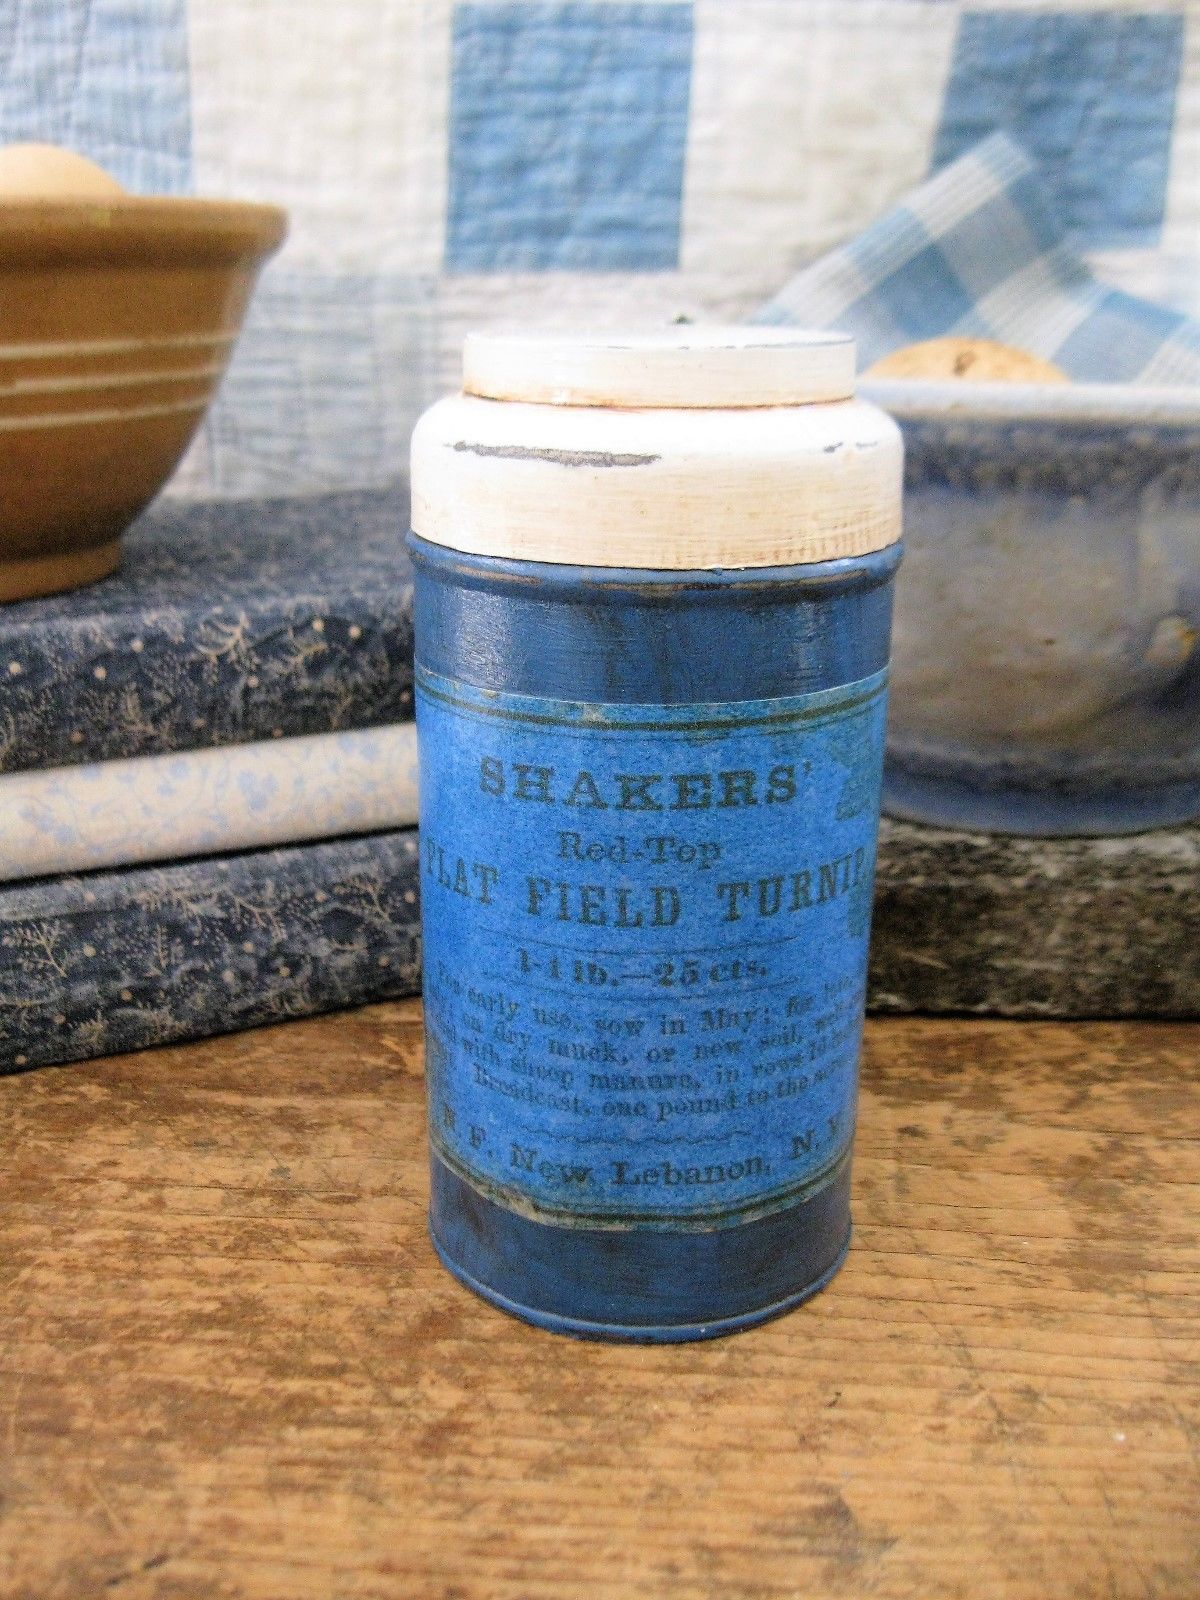 SHAKERS'
Red-Top
FLAT FIELD TURNIP
1-4 lb.—25 cts.
For early use, sow in May; for
on dry muck, or new soil,
with sheep manure, in rows
Broadcast, one pound to the acre
N. F. New Lebanon, N. Y